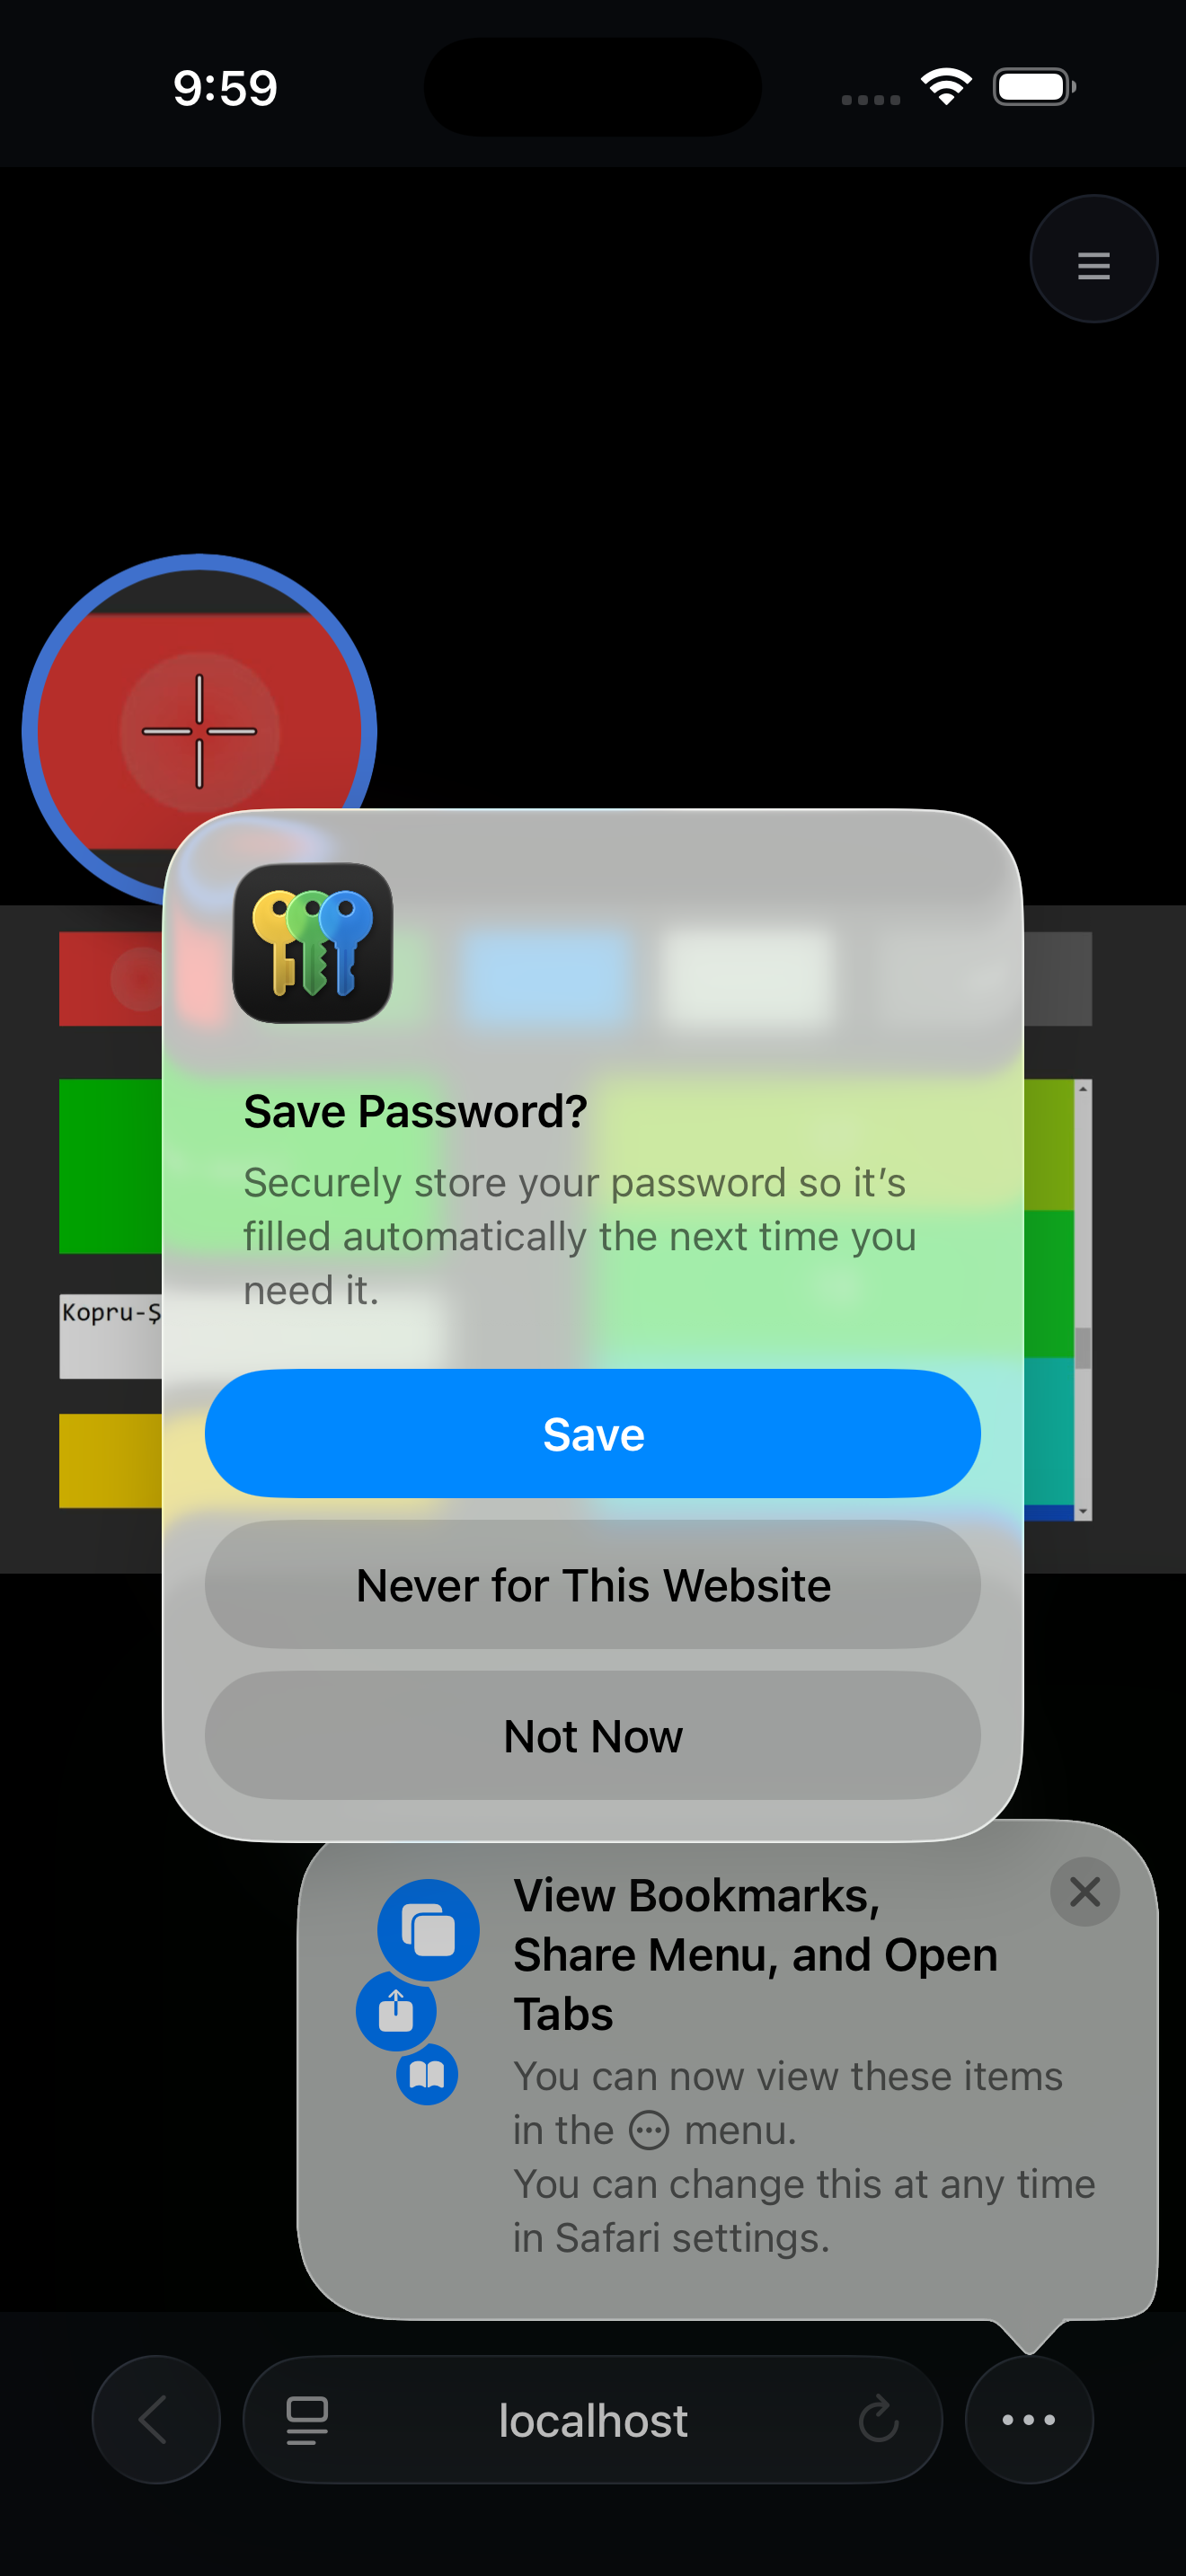 9:59
Kopru-Ş
Save Password?
Securely store your password so it’s
filled automatically the next time you
need it.
Save
Never for This Website
Not Now
View Bookmarks,
Share Menu, and Open
Tabs
You can now view these items
in the menu.
You can change this at any time
in Safari settings.
localhost